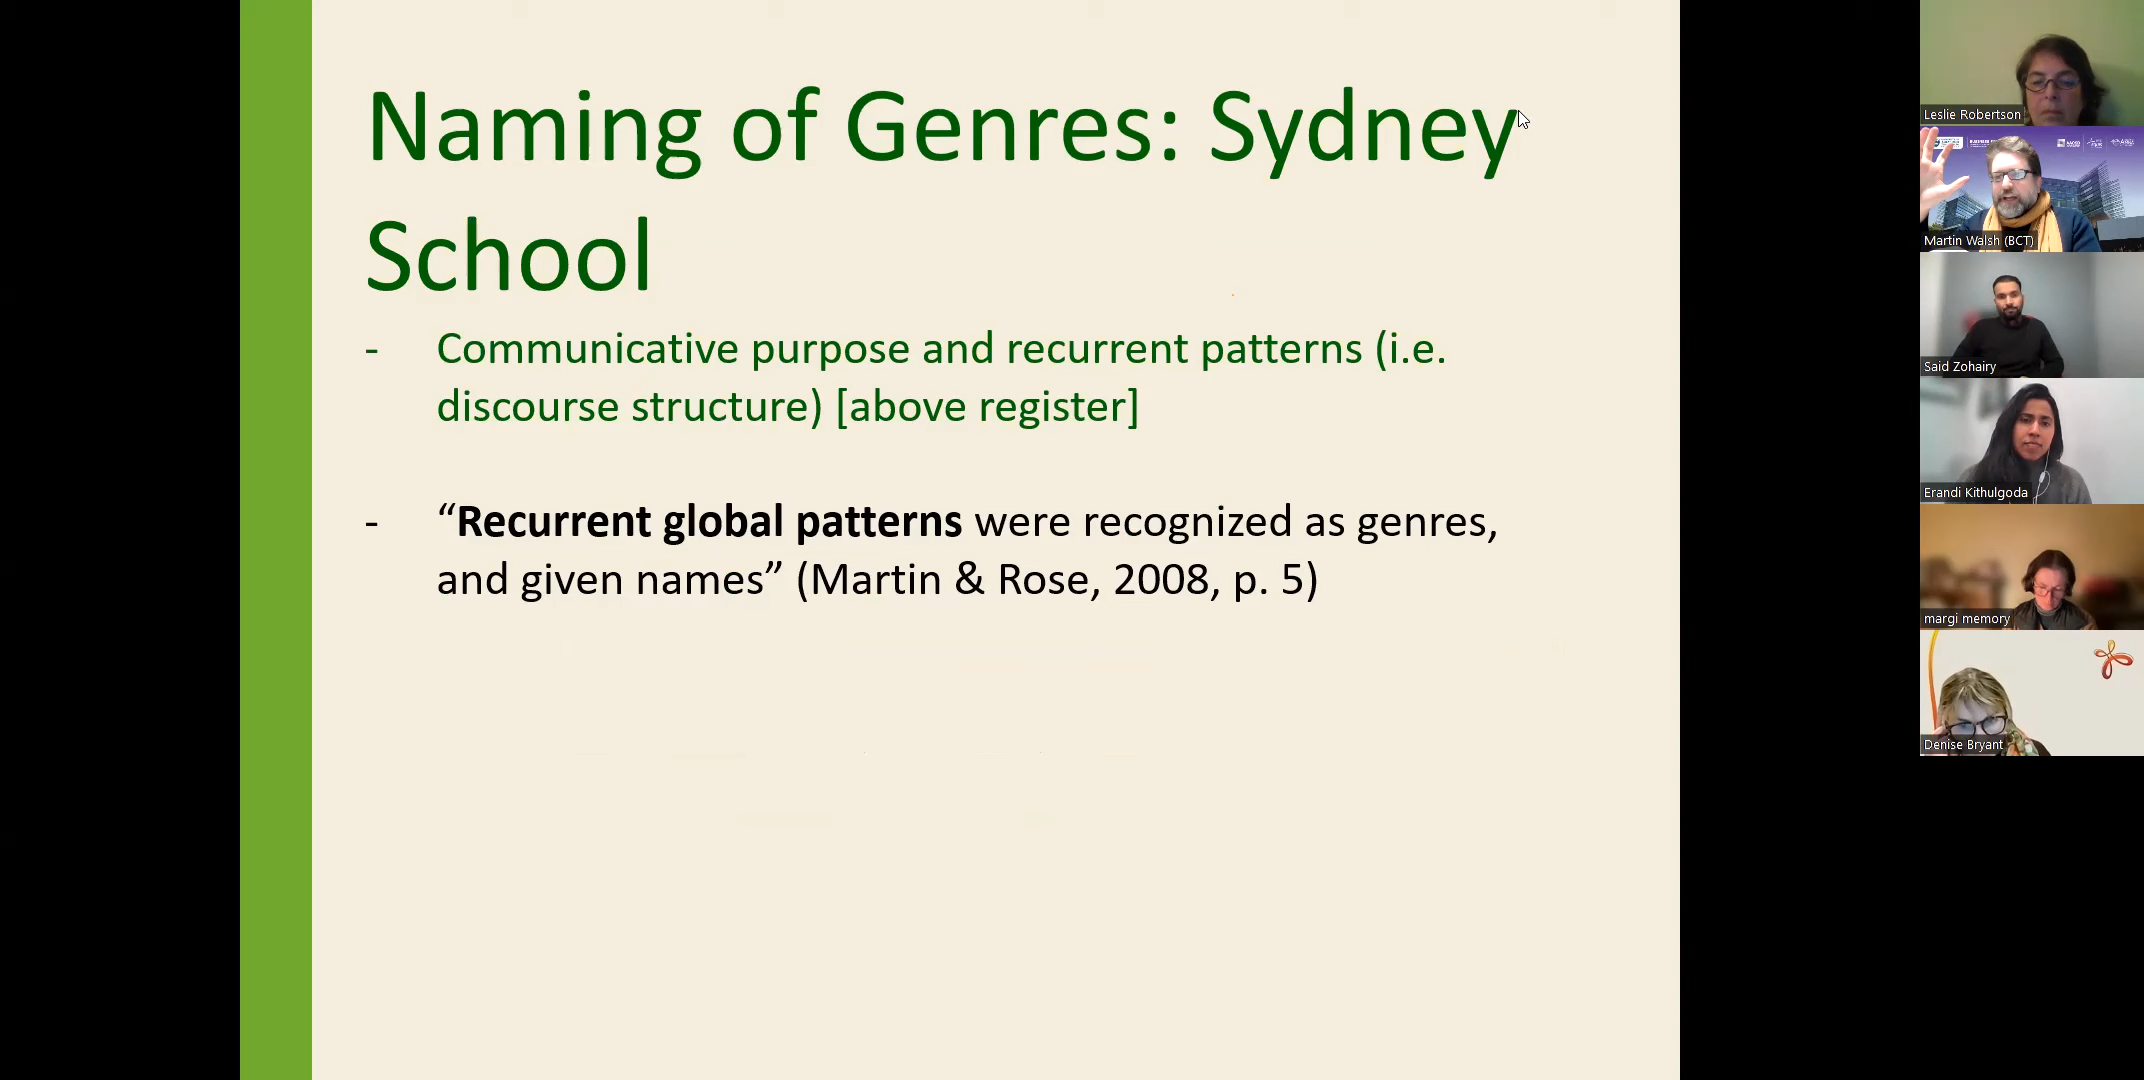 Naming of Genres: Sydney
School
- Communicative purpose and recurrent patterns (i.e.
discourse structure) [above register]
- “Recurrent global patterns were recognized as genres,
and given names” (Martin & Rose, 2008, p. 5)
Leslie Robertson
Martin Walsh (BCT)
Said Zohairy
Erandi Kithulgoda
margi memory
Denise Bryant